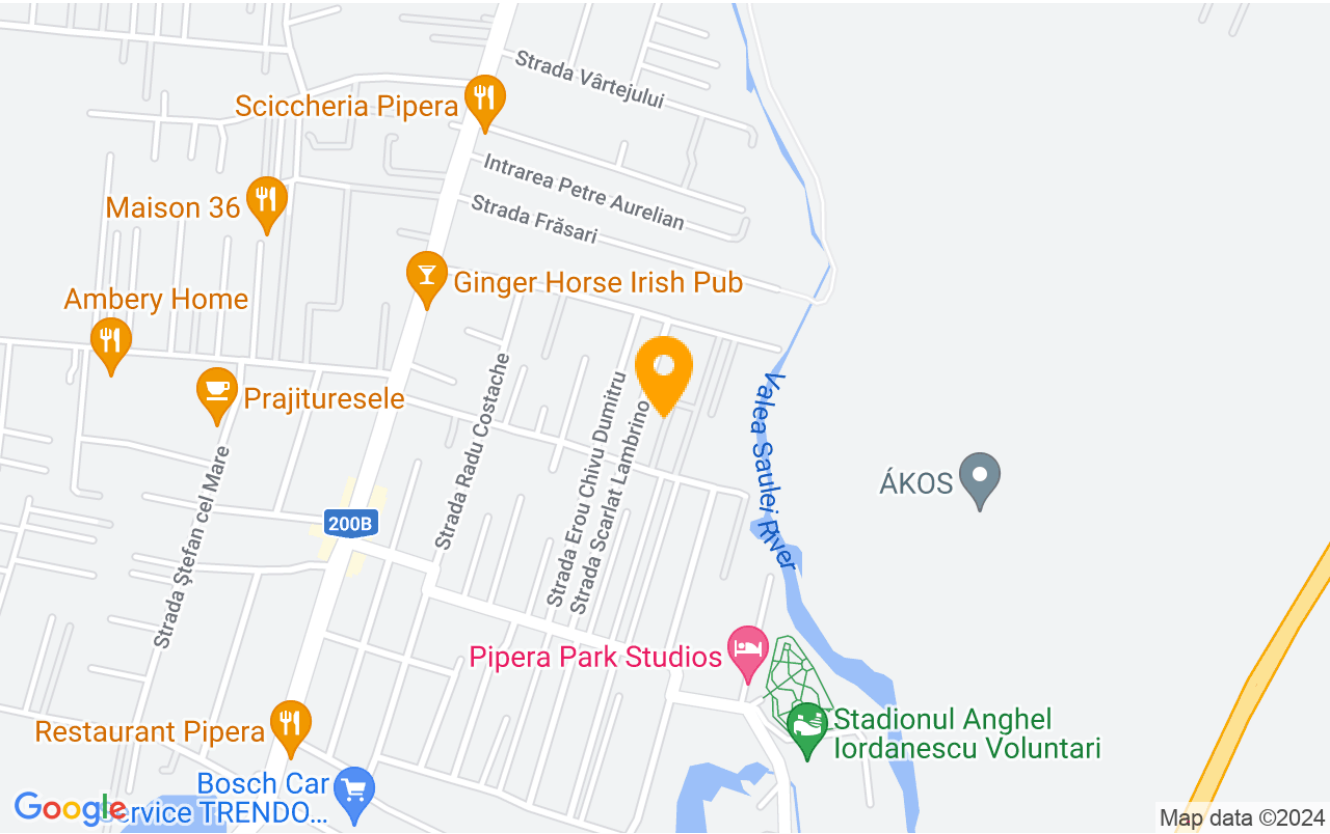 Strada Vârtejului
Sciccheria Pipera
Intrarea Petre Aurelian
Maison 36
Strada Frăsari
Ginger Horse Irish Pub
Ambery Home
Prajituresele
Strada Radu Costache
Strada Erou Chivu Dumitru
Strada Scarlat Lambrino
Valea Saulei River
Strada Ștefan cel Mare
ÁKOS
200B
Pipera Park Studios
Stadionul Anghel
Iordanescu Voluntari
Restaurant Pipera
Bosch Car
Service TRENDO...
Google
Map data ©2024